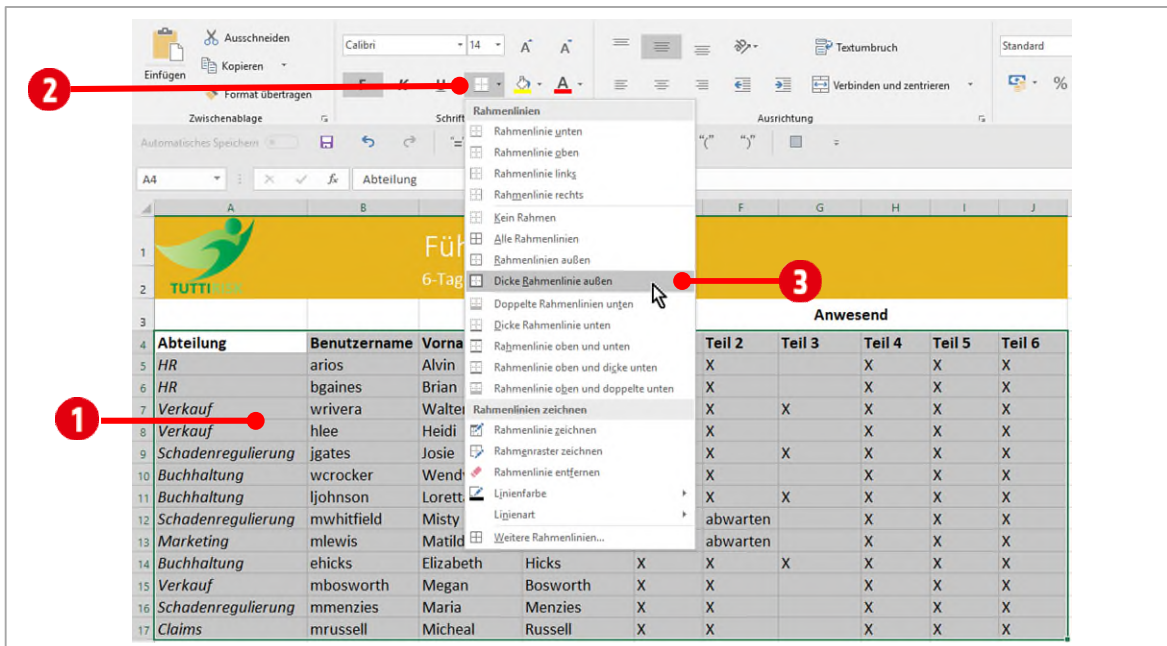 Ausschneiden
Kopieren
Einfügen
Format übertragen
Zwischenablage
Calibri
14
A A
F K U
A
Schrift
Textumbruch
Verbinden und zentrieren
Ausrichtung
Standard
%
2
Automatisches Speichern
"=
"(" ")"
A4
fx Abteilung
A B F G H I J
1
2
3
TUTTI
Füh
6-Tag
Rahmenlinien
Rahmenlinie unten
Rahmenlinie oben
Rahmenlinie links
Rahmenlinie rechts
Kein Rahmen
Alle Rahmenlinien
Rahmenlinien außen
Dicke Rahmenlinie außen
3
Doppelte Rahmenlinien unten
Dicke Rahmenlinie unten
Rahmenlinie oben und unten
Rahmenlinie oben und dicke unten
Rahmenlinie oben und doppelte unten
Rahmenlinien zeichnen
Rahmenlinie zeichnen
Rahmenraster zeichnen
Rahmenlinie entfernen
Linienfarbe
Linienart
Weitere Rahmenlinien...
Anwesend
4 Abteilung Benutzername Vorna Teil 2 Teil 3 Teil 4 Teil 5 Teil 6
5 HR arios Alvin X X X X
6 HR bgaines Brian X X X X
1
7 Verkauf wrivera Walter X X X X X
8 Verkauf hlee Heidi X X X X
9 Schadenregulierung jgates Josie X X X X X
10 Buchhaltung wcrocker Wendy X X X X
11 Buchhaltung ljohnson Lorett X X X X X
12 Schadenregulierung mwhitfield Misty abwarten X X X
13 Marketing mlewis Matild abwarten X X X
14 Buchhaltung ehicks Elizabeth Hicks X X X X X X
15 Verkauf mbosworth Megan Bosworth X X X X X
16 Schadenregulierung mmenzies Maria Menzies X X X X X
17 Claims mrussell Micheal Russell X X X X X